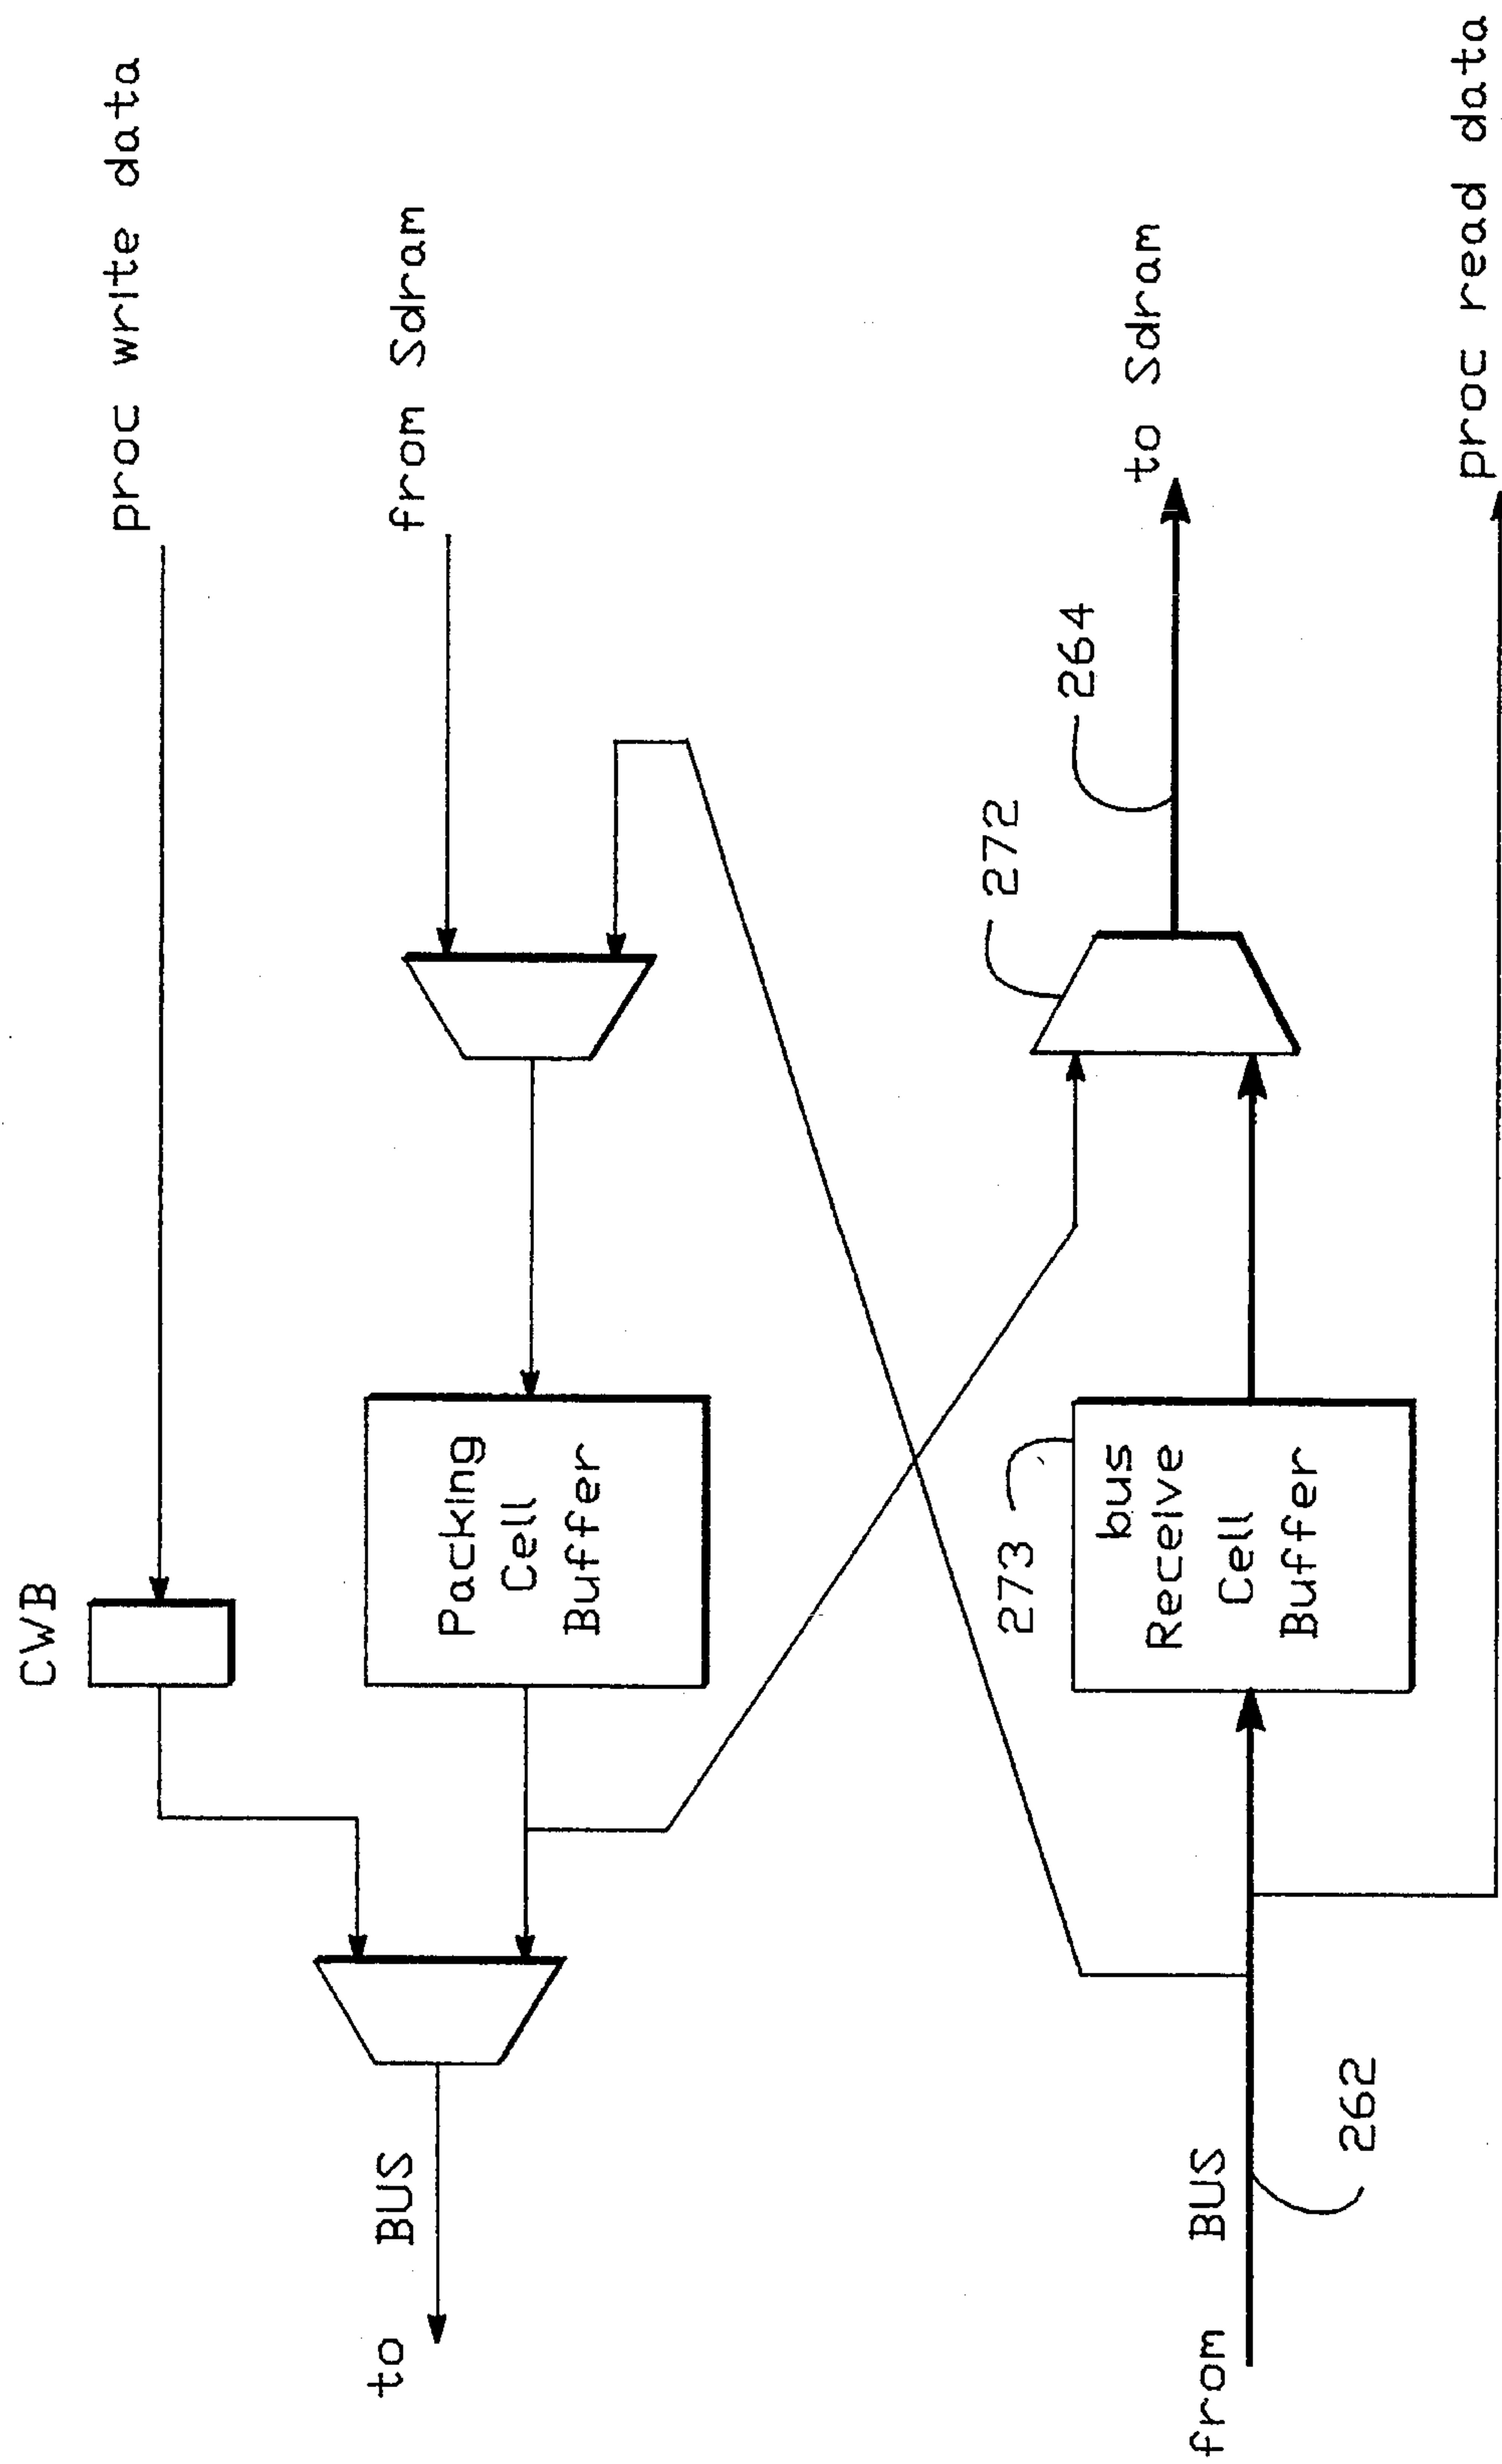 proc write data
CWB
from Sdram
Packing
Cell
Buffer
to BUS
272
264
to Sdram
273
bus
Receive
Cell
Buffer
from BUS
262
proc read data